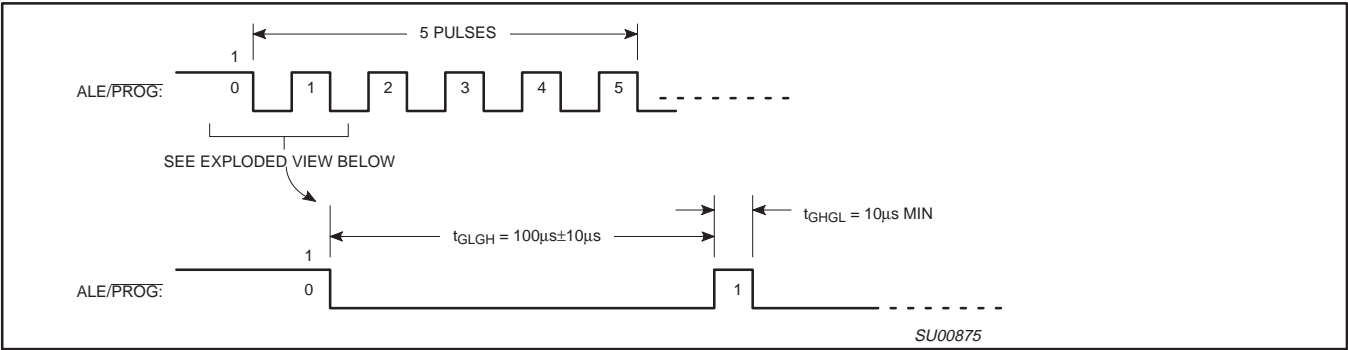 5 PULSES
1
ALE/PROG: 0 1 2 3 4 5
SEE EXPLODED VIEW BELOW
tGHGL = 10µs MIN
tGLGH = 100µs±10µs
1
ALE/PROG: 0 1
SU00875